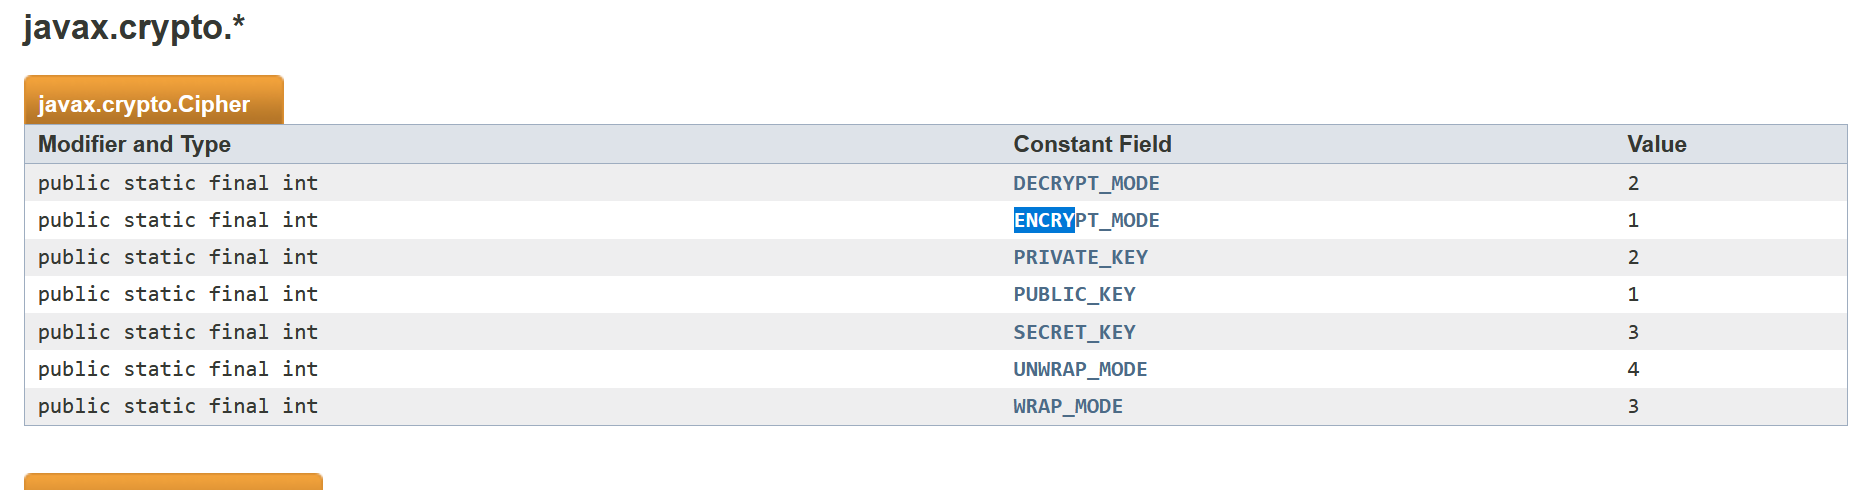 javax.crypto.*
javax.crypto.Cipher
Modifier and Type Constant Field Value
public static final int DECRYPT_MODE 2
public static final int ENCRYPT_MODE 1
public static final int PRIVATE_KEY 2
public static final int PUBLIC_KEY 1
public static final int SECRET_KEY 3
public static final int UNWRAP_MODE 4
public static final int WRAP_MODE 3